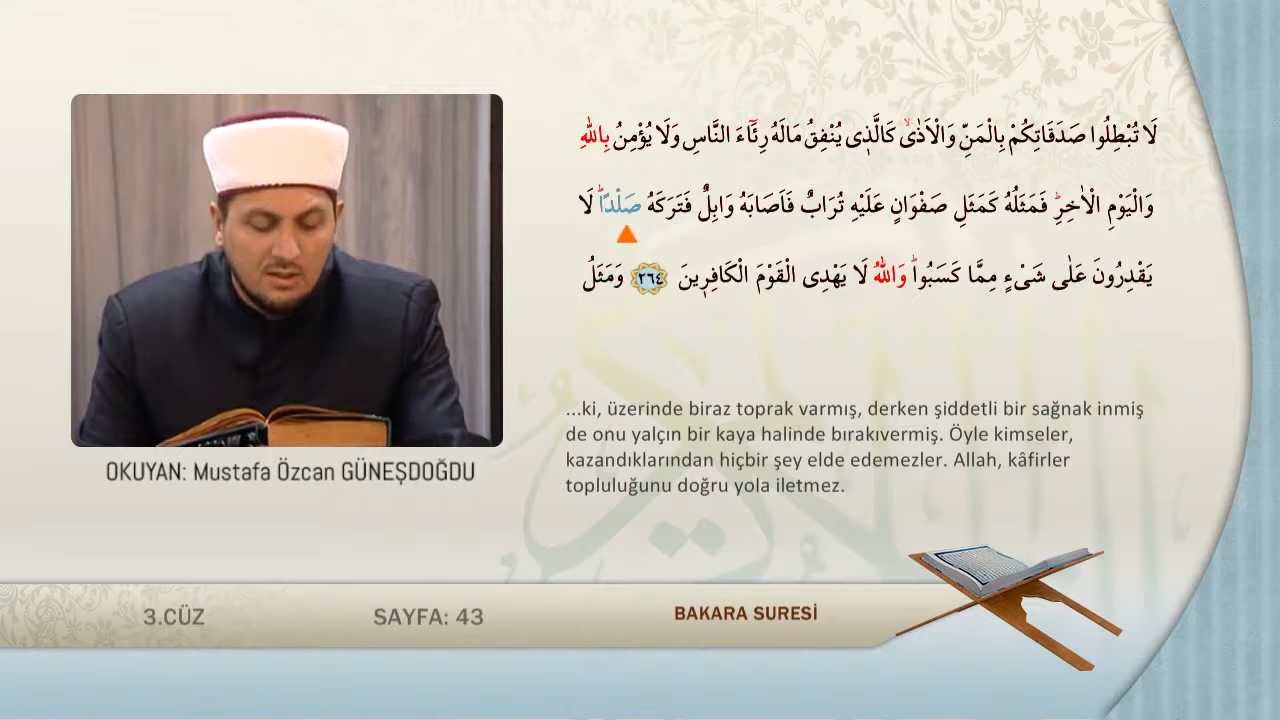 لَا تُبْطِلُوا صَدَقَاتِكُمْ بِالْمَنِّ وَالْاَذٰىۙ كَالَّذٖى يُنْفِقُ مَالَهُ رِئَٓاءَ النَّاسِ وَلَا يُؤْمِنُ بِاللّٰهِ
وَالْيَوْمِ الْاٰخِرِؕ فَمَثَلُهُ كَمَثَلِ صَفْوَانٍ عَلَيْهِ تُرَابٌ فَاَصَابَهُ وَابِلٌ فَتَرَكَهُ صَلْدًاؕ لَا
يَقْدِرُونَ عَلٰى شَىْءٍ مِمَّا كَسَبُواؕ وَاللّٰهُ لَا يَهْدِى الْقَوْمَ الْكَافِرٖينَ ٢٦٤ وَمَثَلُ
...ki, üzerinde biraz toprak varmış, derken şiddetli bir sağnak inmiş
de onu yalçın bir kaya halinde bırakıvermiş. Öyle kimseler,
kazandıklarından hiçbir şey elde edemezler. Allah, kâfirler
topluluğunu doğru yola iletmez.
OKUYAN: Mustafa Özcan GÜNEŞDOĞDU
3.CÜZ
SAYFA: 43
BAKARA SURESİ